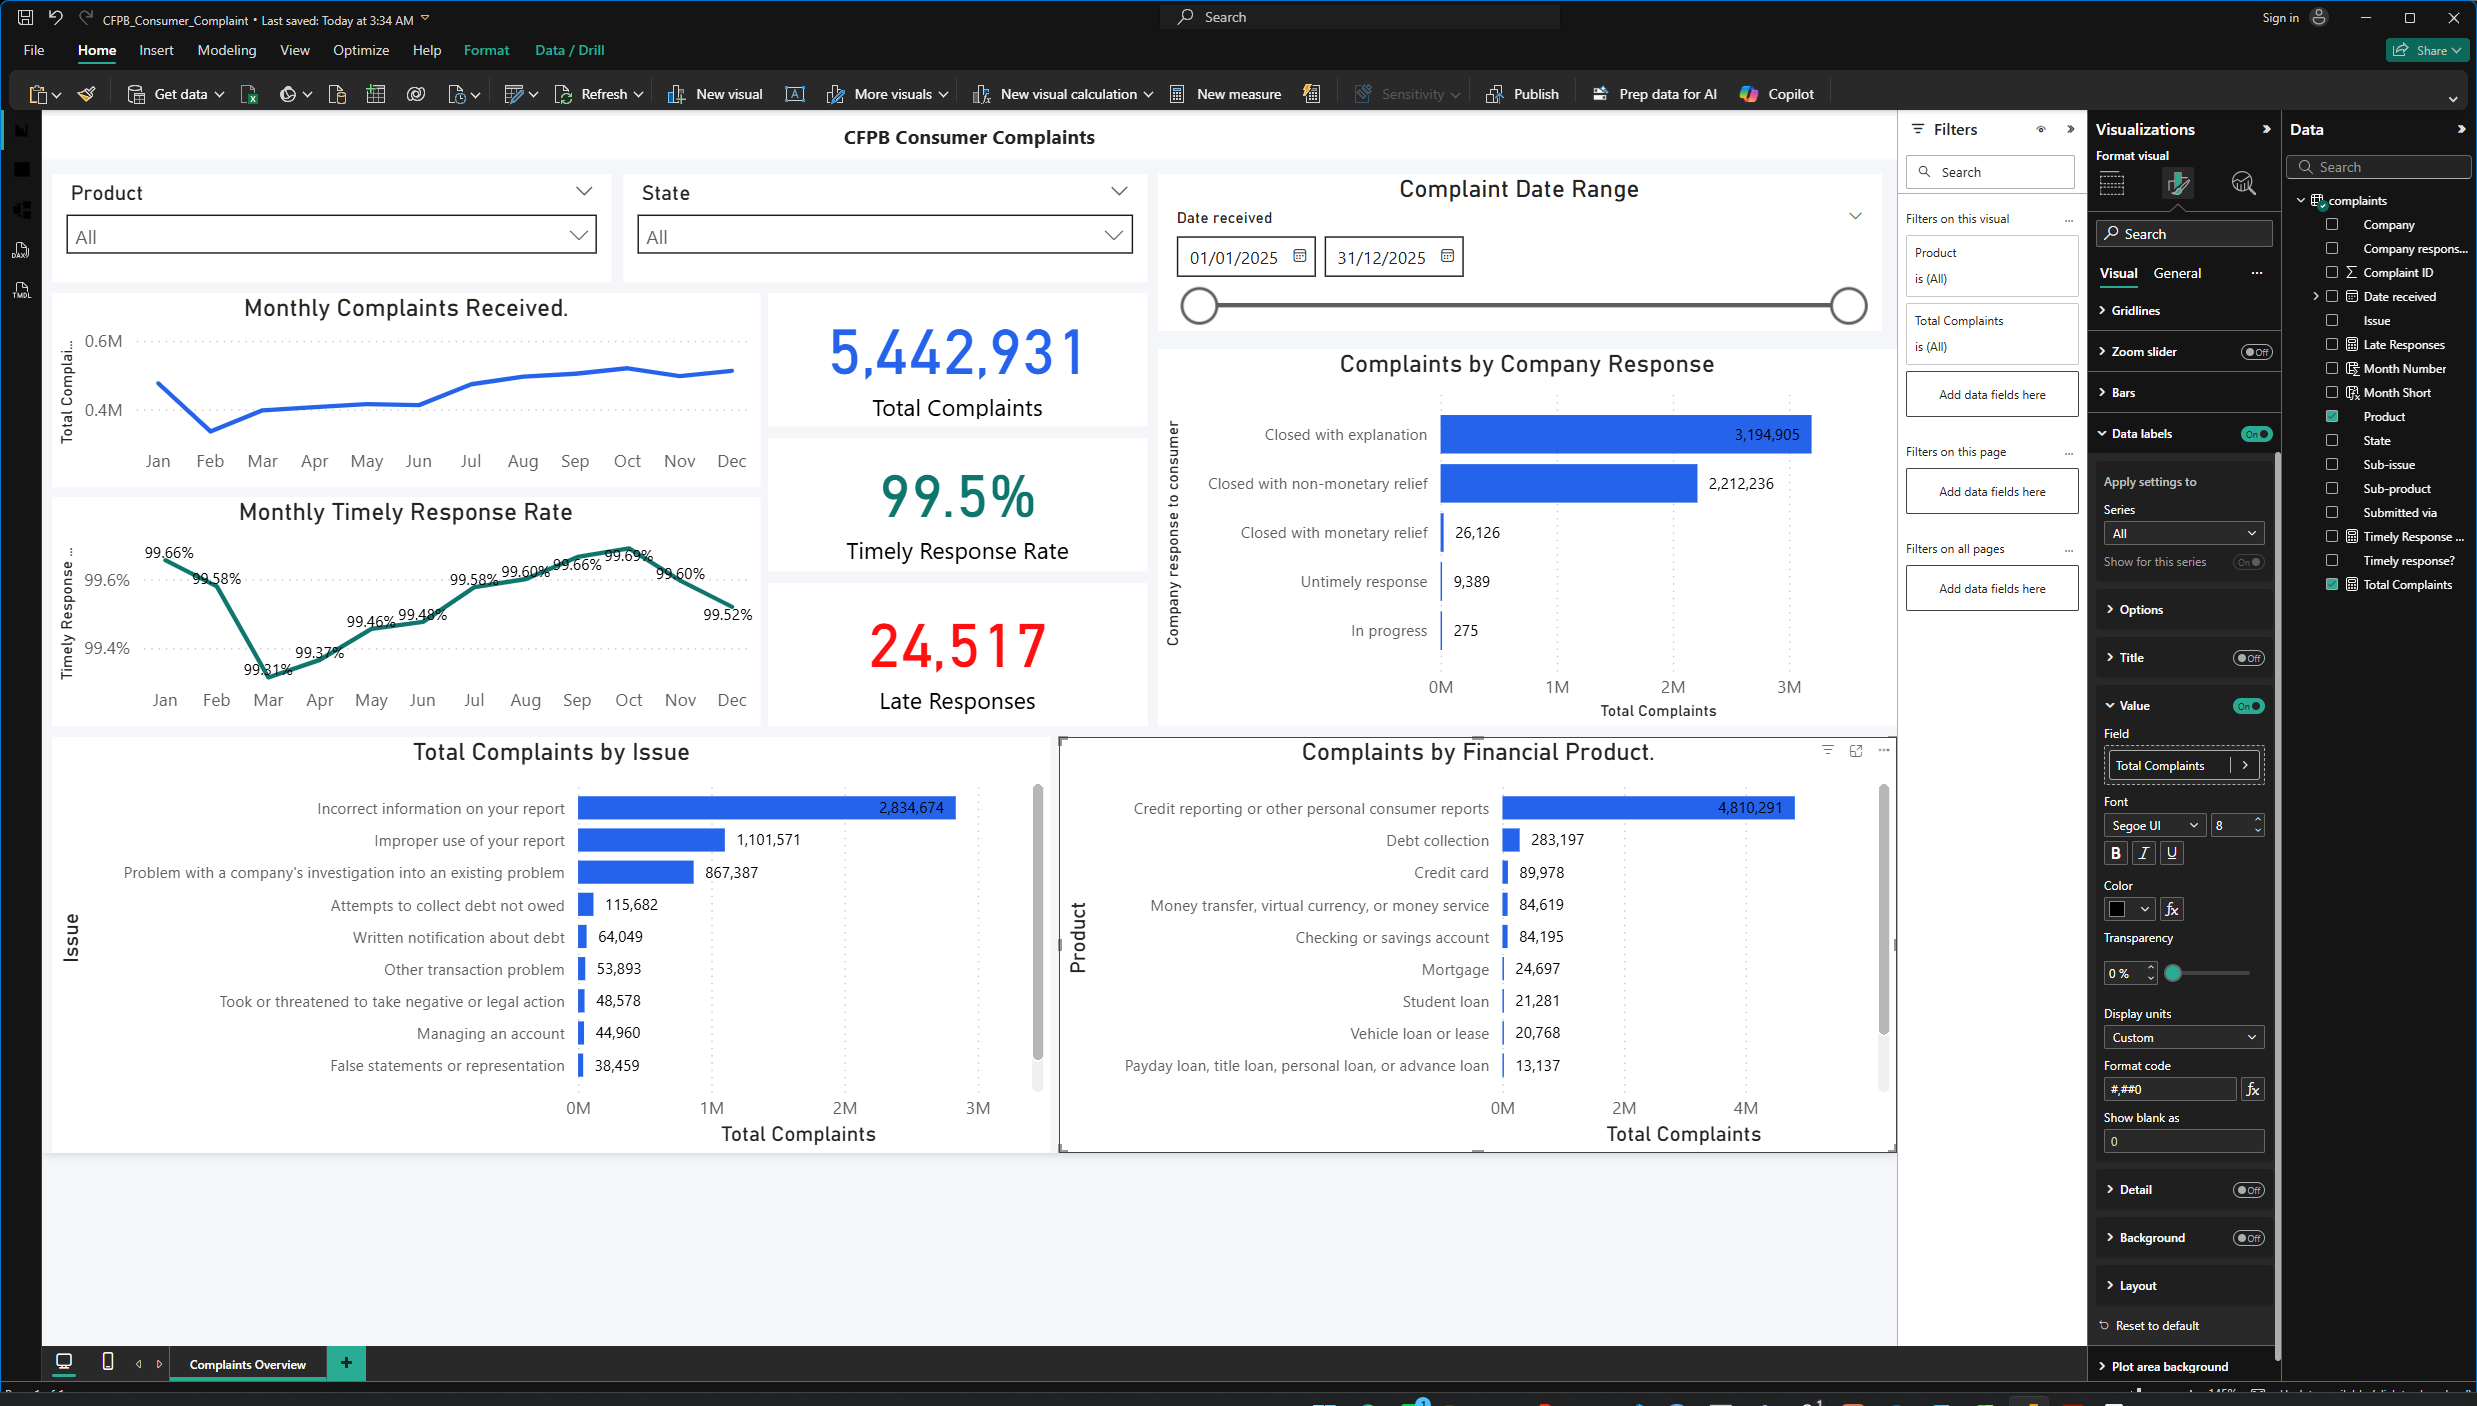 CFPB_Consumer_Complaint • Last saved: Today at 3:34 AM
Search
Sign in
File Home Insert Modeling View Optimize Help Format Data / Drill
Share
Get data
Refresh
New visual
More visuals
New visual calculation
New measure
Sensitivity
Publish
Prep data for AI
Copilot
DAX
TMDL
CFPB Consumer Complaints
Product
All
State
All
Complaint Date Range
Date received
01/01/2025
31/12/2025
Monthly Complaints Received.
Total Complai...
0.6M
0.4M
Jan Feb Mar Apr May Jun Jul Aug Sep Oct Nov Dec
5,442,931
Total Complaints
99.5%
Timely Response Rate
24,517
Late Responses
Monthly Timely Response Rate
Timely Response ...
99.6%
99.4%
99.66%
99.58%
99.31%
99.37%
99.46%
99.48%
99.58%
99.60%
99.66%
99.69%
99.60%
99.52%
Jan Feb Mar Apr May Jun Jul Aug Sep Oct Nov Dec
Complaints by Company Response
Company response to consumer
Closed with explanation 3,194,905
Closed with non-monetary relief 2,212,236
Closed with monetary relief 26,126
Untimely response 9,389
In progress 275
0M 1M 2M 3M
Total Complaints
Total Complaints by Issue
Issue
Incorrect information on your report 2,834,674
Improper use of your report 1,101,571
Problem with a company's investigation into an existing problem 867,387
Attempts to collect debt not owed 115,682
Written notification about debt 64,049
Other transaction problem 53,893
Took or threatened to take negative or legal action 48,578
Managing an account 44,960
False statements or representation 38,459
0M 1M 2M 3M
Total Complaints
Complaints by Financial Product.
Product
Credit reporting or other personal consumer reports 4,810,291
Debt collection 283,197
Credit card 89,978
Money transfer, virtual currency, or money service 84,619
Checking or savings account 84,195
Mortgage 24,697
Student loan 21,281
Vehicle loan or lease 20,768
Payday loan, title loan, personal loan, or advance loan 13,137
0M 2M 4M
Total Complaints
Filters
Search
Filters on this visual
Product
is (All)
Total Complaints
is (All)
Add data fields here
Filters on this page
Add data fields here
Filters on all pages
Add data fields here
Visualizations
Format visual
Search
Visual General
Gridlines
Zoom slider Off
Bars
Data labels On
Apply settings to
Series
All
Show for this series On
Options
Title Off
Value On
Field
Total Complaints
Font
Segoe UI 8
B I U
Color
fx
Transparency
0 %
Display units
Custom
Format code
#,##0
fx
Show blank as
0
Detail Off
Background Off
Layout
Reset to default
Plot area background
Data
Search
complaints
Company
Company respons...
Complaint ID
Date received
Issue
Late Responses
Month Number
Month Short
Product
State
Sub-issue
Sub-product
Submitted via
Timely Response ...
Timely response?
Total Complaints
Complaints Overview